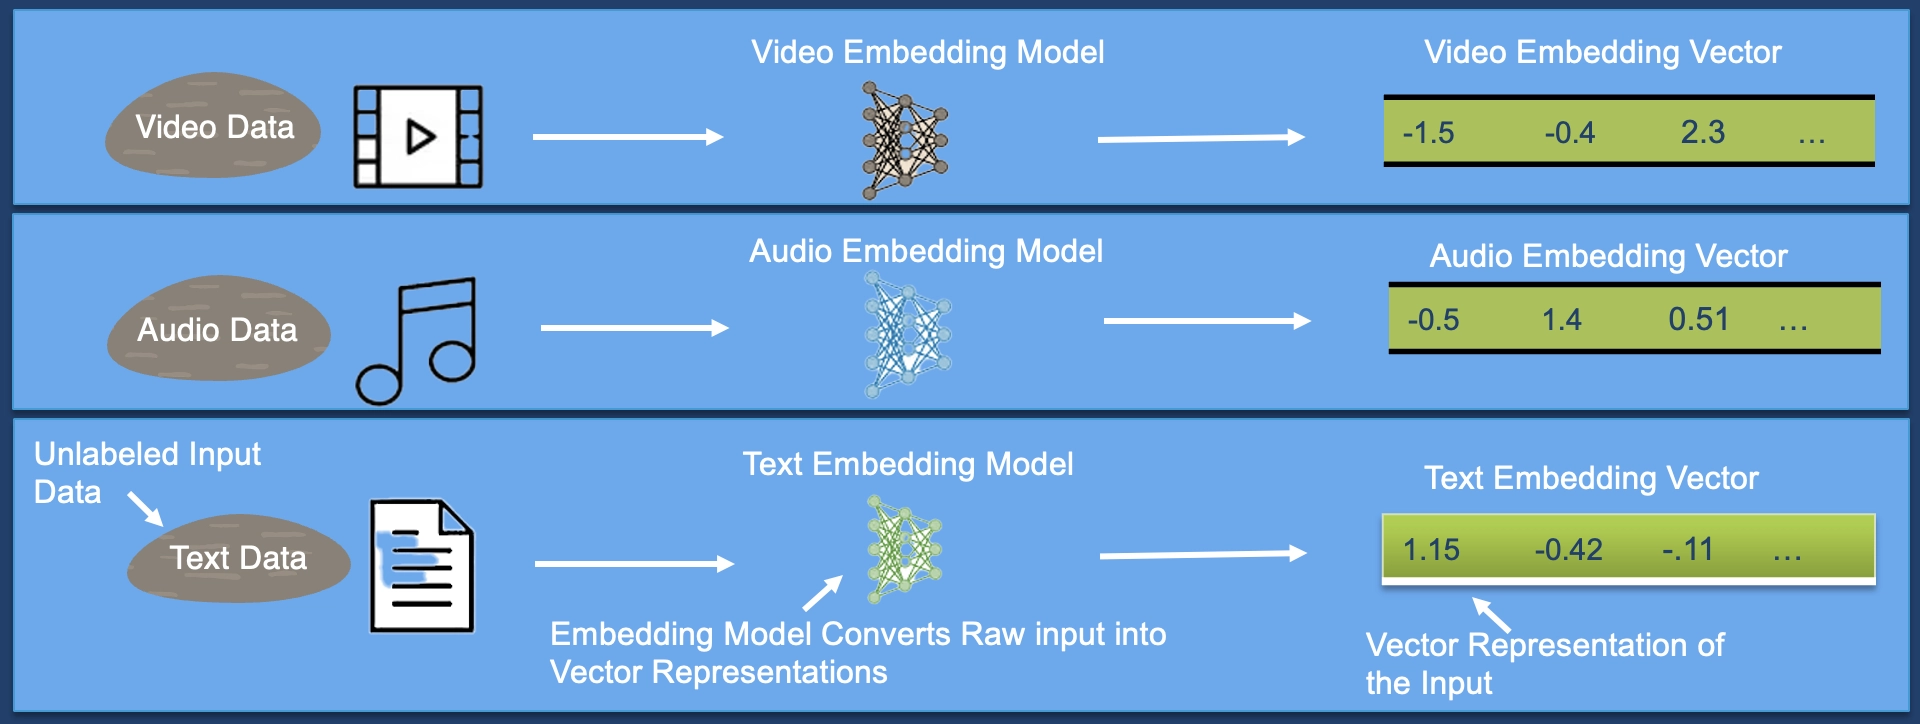 Video Data
Video Embedding Model
Video Embedding Vector
-1.5 -0.4 2.3 ...
Audio Data
Audio Embedding Model
Audio Embedding Vector
-0.5 1.4 0.51 ...
Unlabeled Input
Data
Text Data
Text Embedding Model
Embedding Model Converts Raw input into
Vector Representations
Text Embedding Vector
1.15 -0.42 -.11 ...
Vector Representation of
the Input